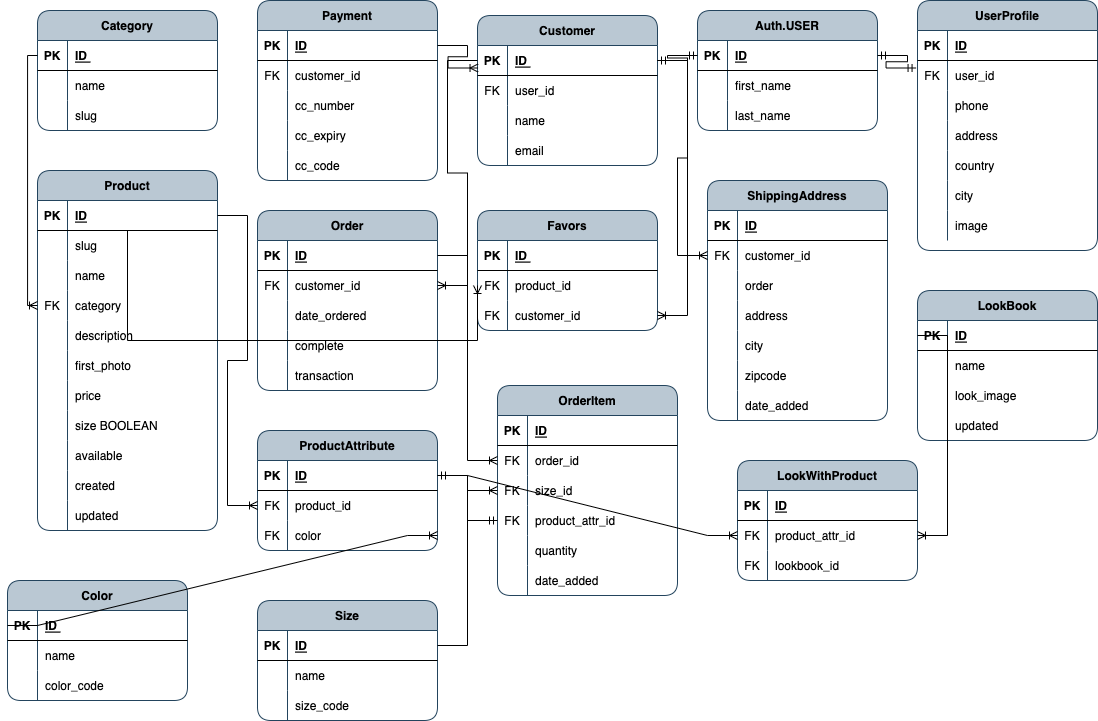 Category
PK ID
name
slug
Payment
PK ID
FK customer_id
cc_number
cc_expiry
cc_code
Customer
PK ID
FK user_id
name
email
Auth.USER
PK ID
first_name
last_name
UserProfile
PK ID
FK user_id
phone
address
country
city
image
Product
PK ID
slug
name
FK category
description
first_photo
price
size BOOLEAN
available
created
updated
Order
PK ID
FK customer_id
date_ordered
complete
transaction
Favors
PK ID
FK product_id
FK customer_id
ShippingAddress
PK ID
FK customer_id
order
address
city
zipcode
date_added
LookBook
PK ID
name
look_image
updated
ProductAttribute
PK ID
FK product_id
FK color
OrderItem
PK ID
FK order_id
FK size_id
FK product_attr_id
quantity
date_added
LookWithProduct
PK ID
FK product_attr_id
FK lookbook_id
Color
PK ID
name
color_code
Size
PK ID
name
size_code